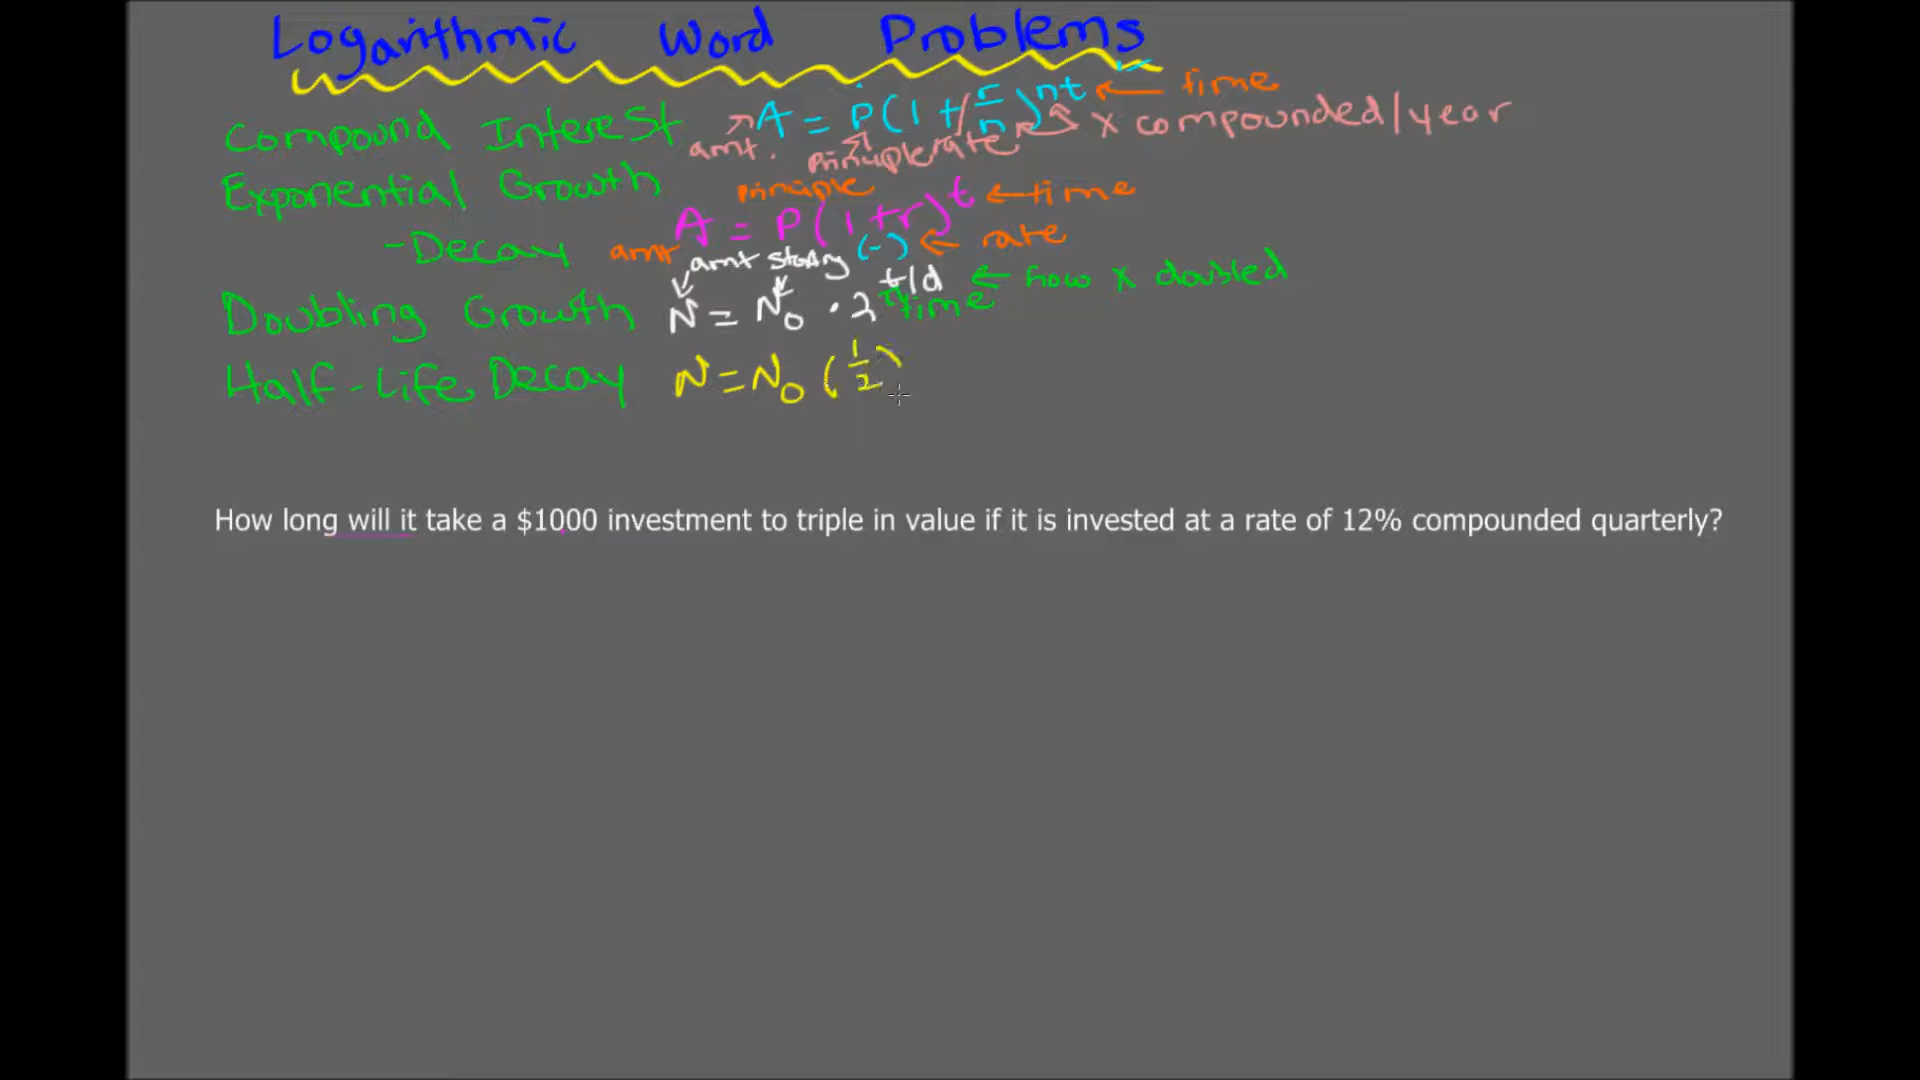 Logarithmic Word Problems
Compound Interest A = P(1 + r/n)^nt ← time
amt. principle rate x compounded/year
Exponential Growth principle
A = P(1+r)^t ← time
-Decay amt (-) ← rate
amt
Doubling Growth N = N₀ · 2^t/d ← how x doubled
time
Half-Life Decay N = N₀ (1/2)
How long will it take a $1000 investment to triple in value if it is invested at a rate of 12% compounded quarterly?